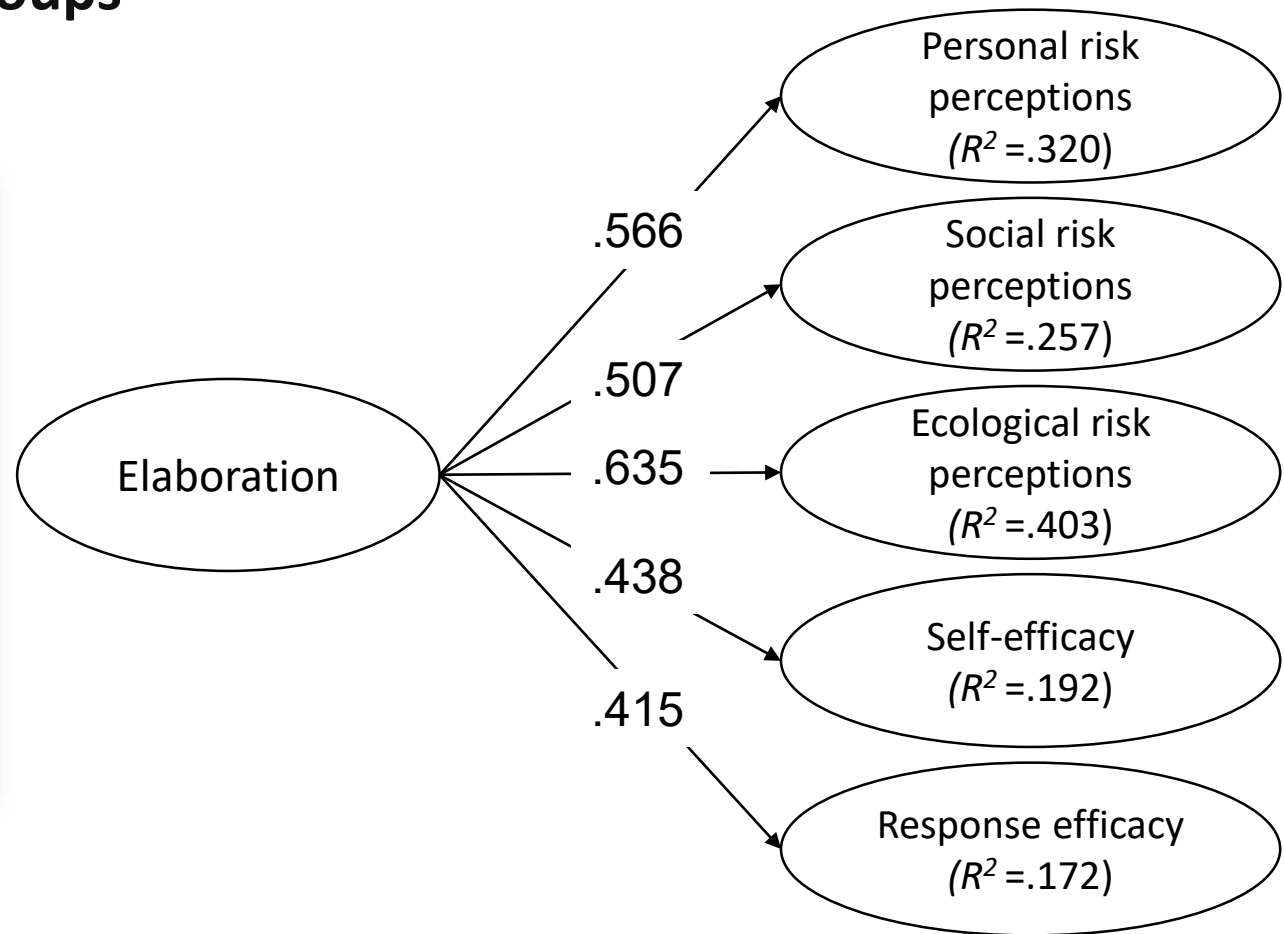 oups
Personal risk
perceptions
(R² =.320)
.566
Social risk
perceptions
(R² =.257)
.507
Elaboration
.635
Ecological risk
perceptions
(R² =.403)
.438
Self-efficacy
(R² =.192)
.415
Response efficacy
(R² =.172)